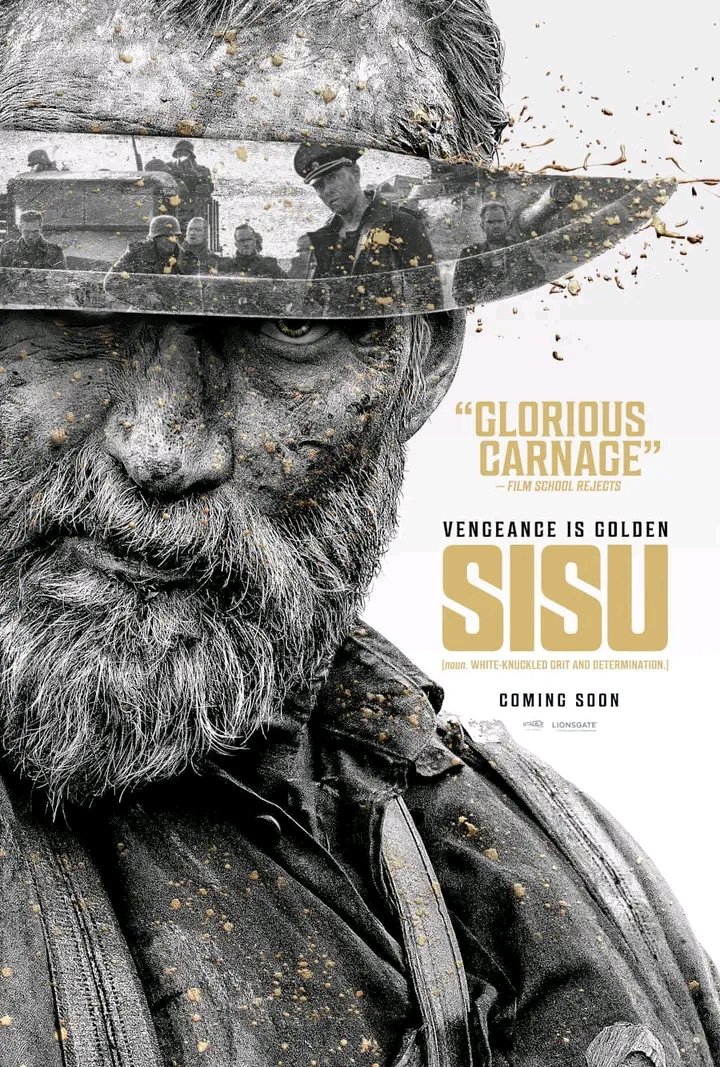 “GLORIOUS
CARNAGE”
— FILM SCHOOL REJECTS
VENGEANCE IS GOLDEN
SISU
[noun. WHITE-KNUCKLED GRIT AND DETERMINATION.]
COMING SOON
LIONSGATE